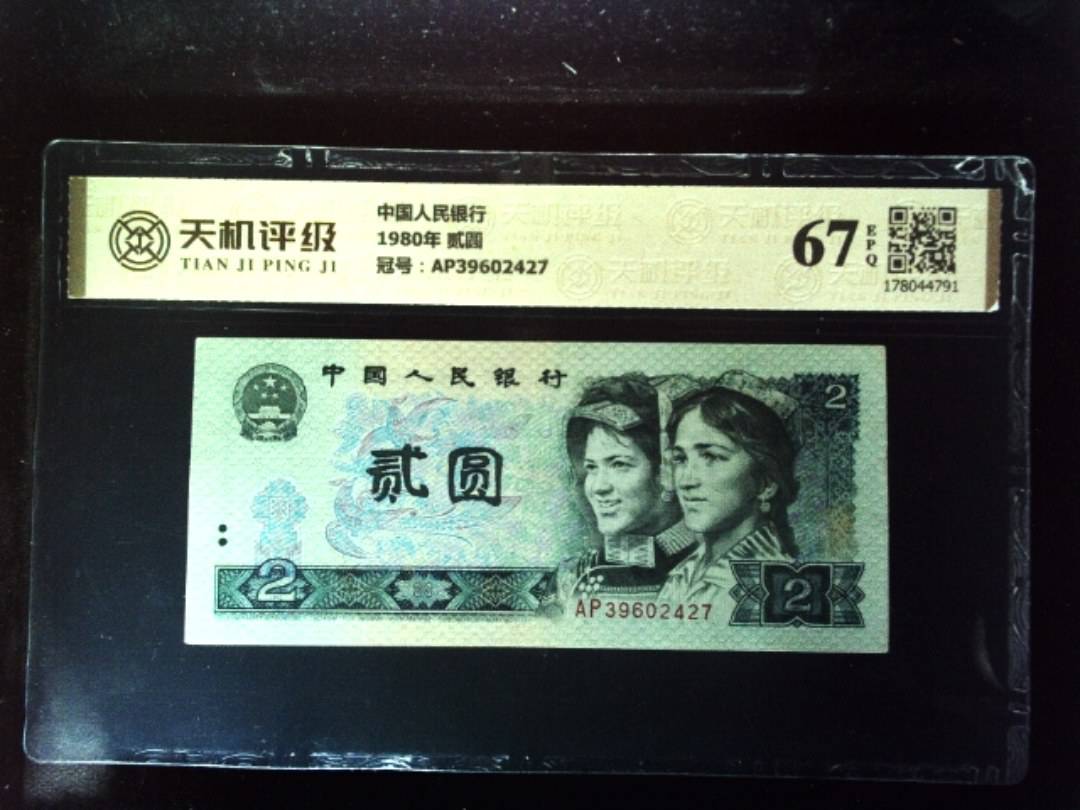 天机评级
TIAN JI PING JI
中国人民银行
1980年 贰圆
冠号：AP39602427
67
EPQ
178044791
中国人民银行
2
贰圆
2
AP39602427
2